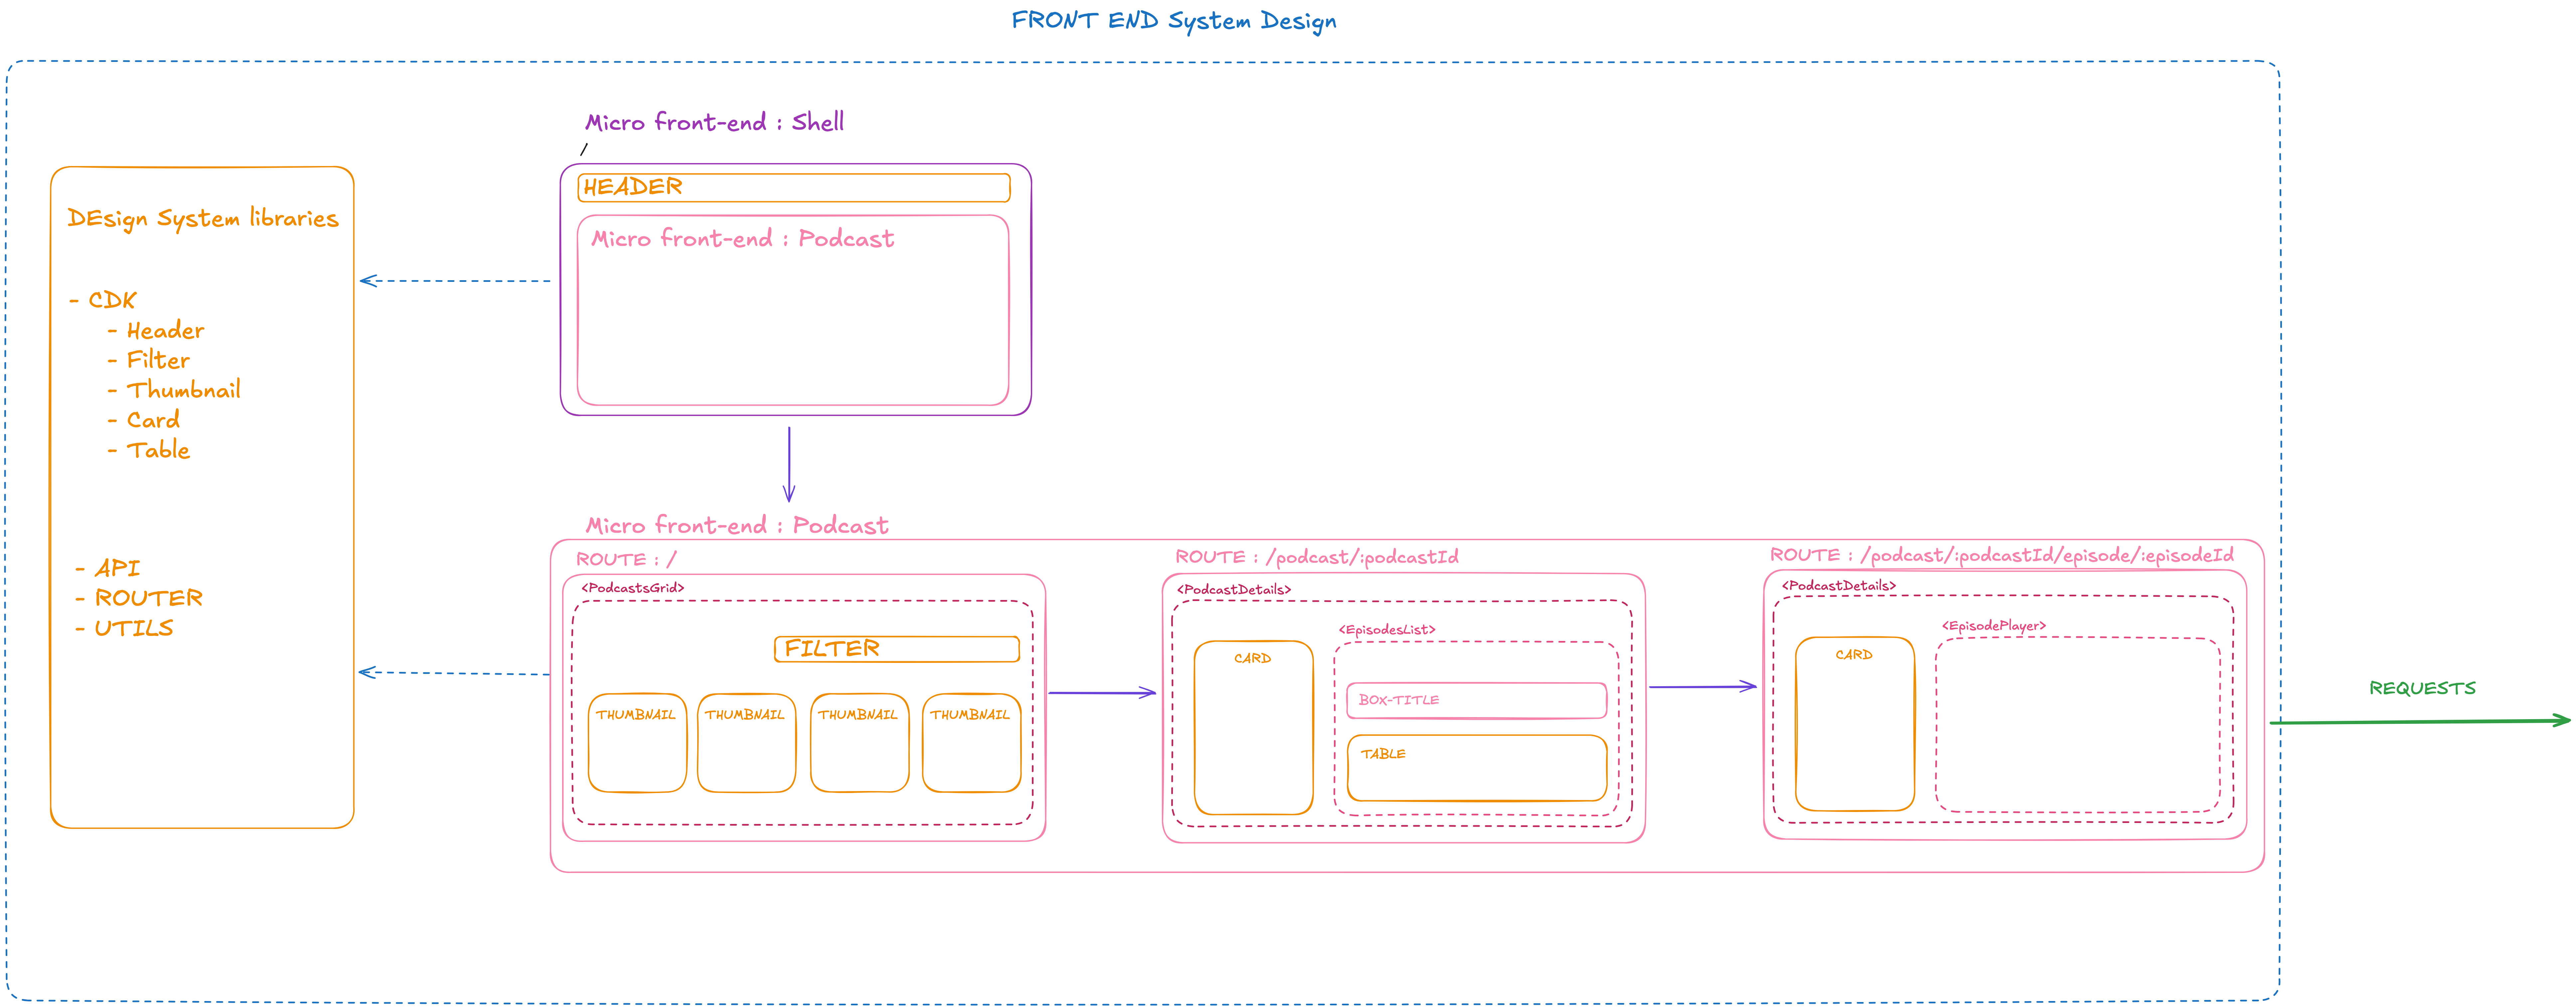 FRONT END System Design
Micro front-end : Shell
HEADER
Micro front-end : Podcast
DEsign System libraries
- CDK
- Header
- Filter
- Thumbnail
- Card
- Table
- API
- ROUTER
- UTILS
Micro front-end : Podcast
ROUTE : /
<PodcastsGrid>
FILTER
THUMBNAIL
THUMBNAIL
THUMBNAIL
THUMBNAIL
ROUTE : /podcast/:podcastId
<PodcastDetails>
CARD
<EpisodesList>
BOX-TITLE
TABLE
ROUTE : /podcast/:podcastId/episode/:episodeId
<PodcastDetails>
CARD
<EpisodePlayer>
REQUESTS